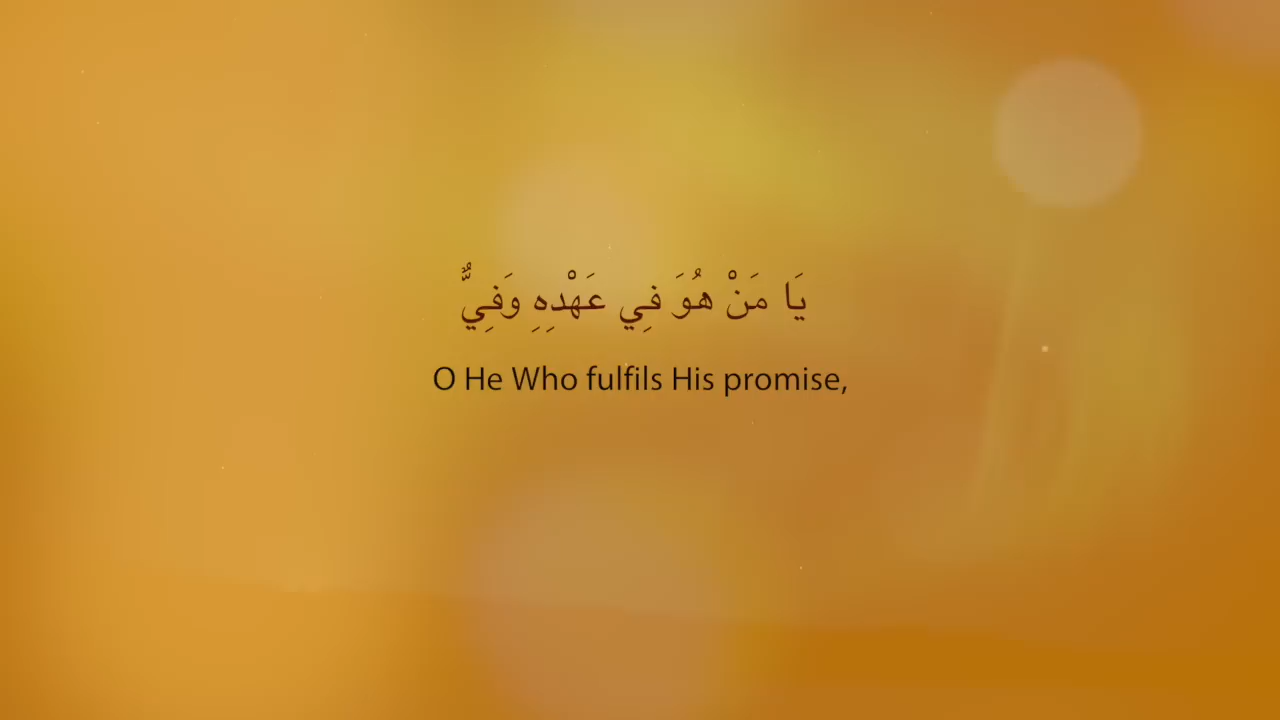 يَا مَنْ هُوَ فِي عَهْدِهِ وَفِيٌّ
O He Who fulfils His promise,